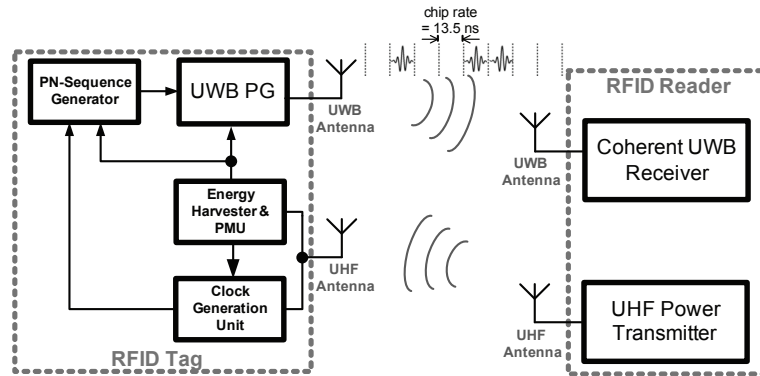 chip rate
= 13.5 ns
PN-Sequence
Generator
UWB PG
UWB
Antenna
RFID Reader
Coherent UWB
Receiver
UWB
Antenna
Energy
Harvester &
PMU
UHF
Antenna
Clock
Generation
Unit
UHF Power
Transmitter
UHF
Antenna
RFID Tag